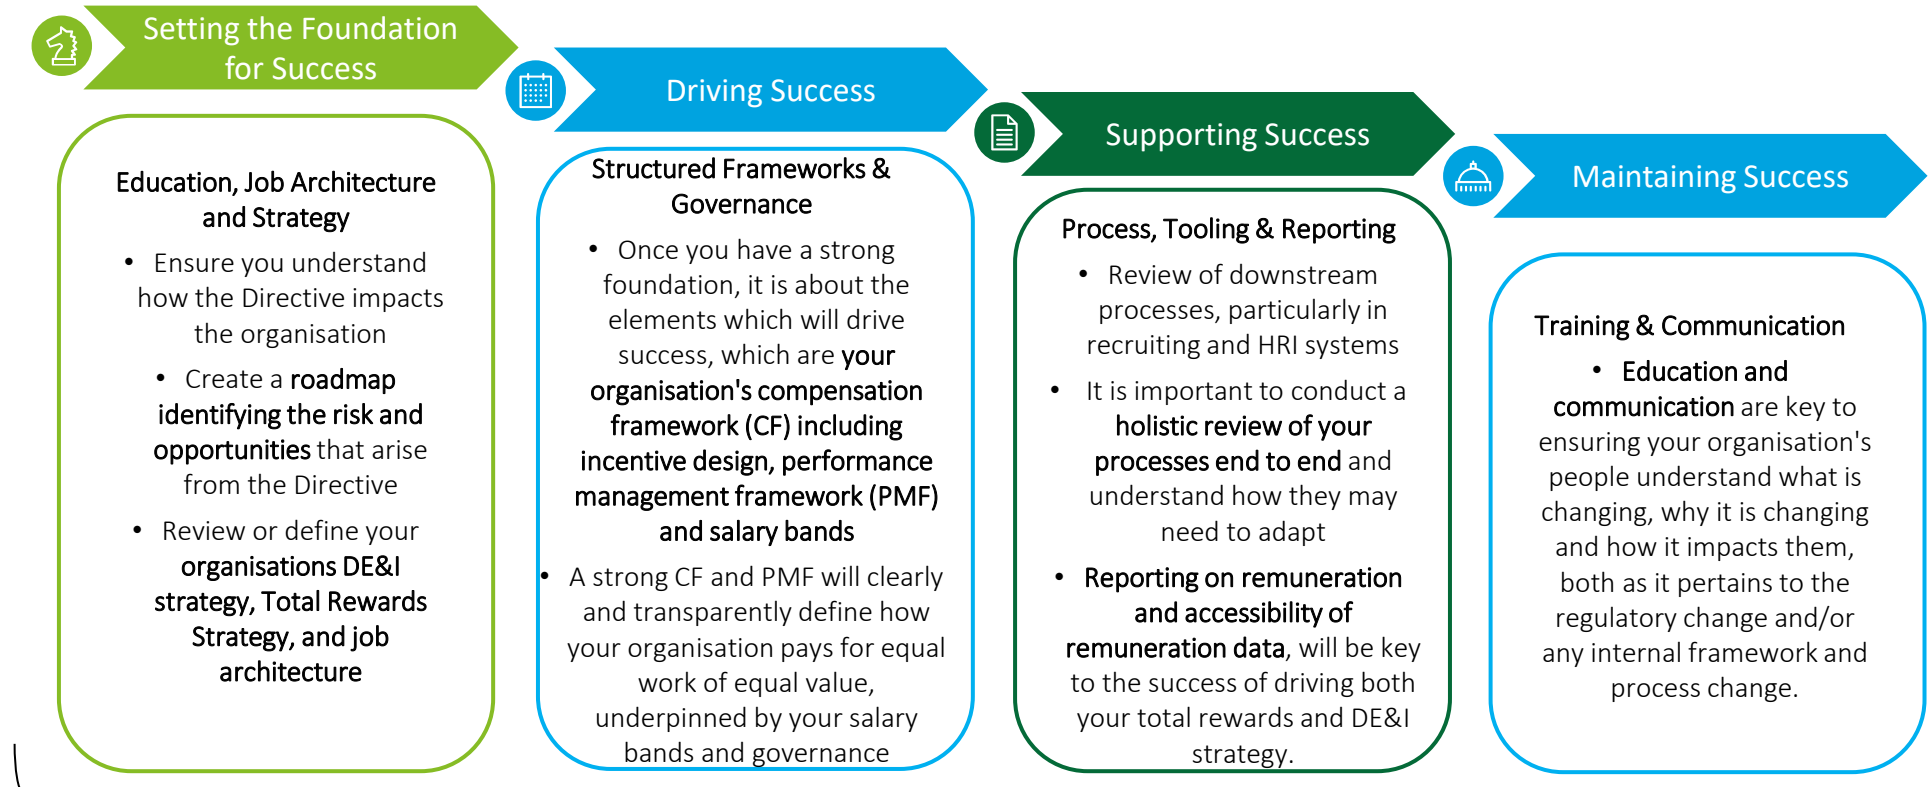 Setting the Foundation
for Success
Education, Job Architecture
and Strategy
• Ensure you understand
how the Directive impacts
the organisation
• Create a roadmap
identifying the risk and
opportunities that arise
from the Directive
• Review or define your
organisations DE&I
strategy, Total Rewards
Strategy, and job
architecture
Driving Success
Structured Frameworks &
Governance
• Once you have a strong
foundation, it is about the
elements which will drive
success, which are your
organisation's compensation
framework (CF) including
incentive design, performance
management framework (PMF)
and salary bands
• A strong CF and PMF will clearly
and transparently define how
your organisation pays for equal
work of equal value,
underpinned by your salary
bands and governance
Supporting Success
Process, Tooling & Reporting
• Review of downstream
processes, particularly in
recruiting and HRI systems
• It is important to conduct a
holistic review of your
processes end to end and
understand how they may
need to adapt
• Reporting on remuneration
and accessibility of
remuneration data, will be key
to the success of driving both
your total rewards and DE&I
strategy.
Maintaining Success
Training & Communication
• Education and
communication are key to
ensuring your organisation's
people understand what is
changing, why it is changing
and how it impacts them,
both as it pertains to the
regulatory change and/or
any internal framework and
process change.